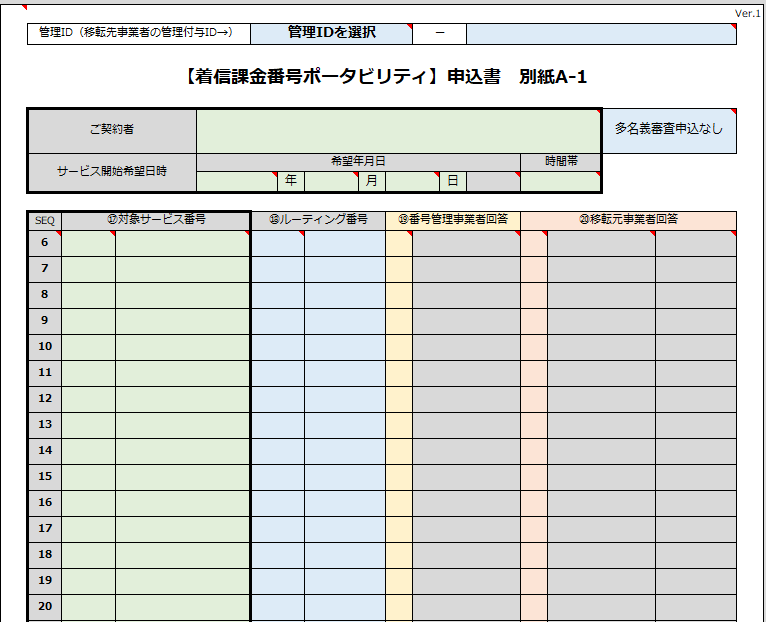 Ver.1
管理ID（移転先事業者の管理付与ID→） 管理IDを選択 －
【着信課金番号ポータビリティ】申込書　別紙A-1
ご契約者 多名義審査申込なし
サービス開始希望日時 希望年月日 時間帯
年 月 日
SEQ ⑰対象サービス番号 ⑱ルーティング番号 ⑲番号管理事業者回答 ⑳移転元事業者回答
6
7
8
9
10
11
12
13
14
15
16
17
18
19
20